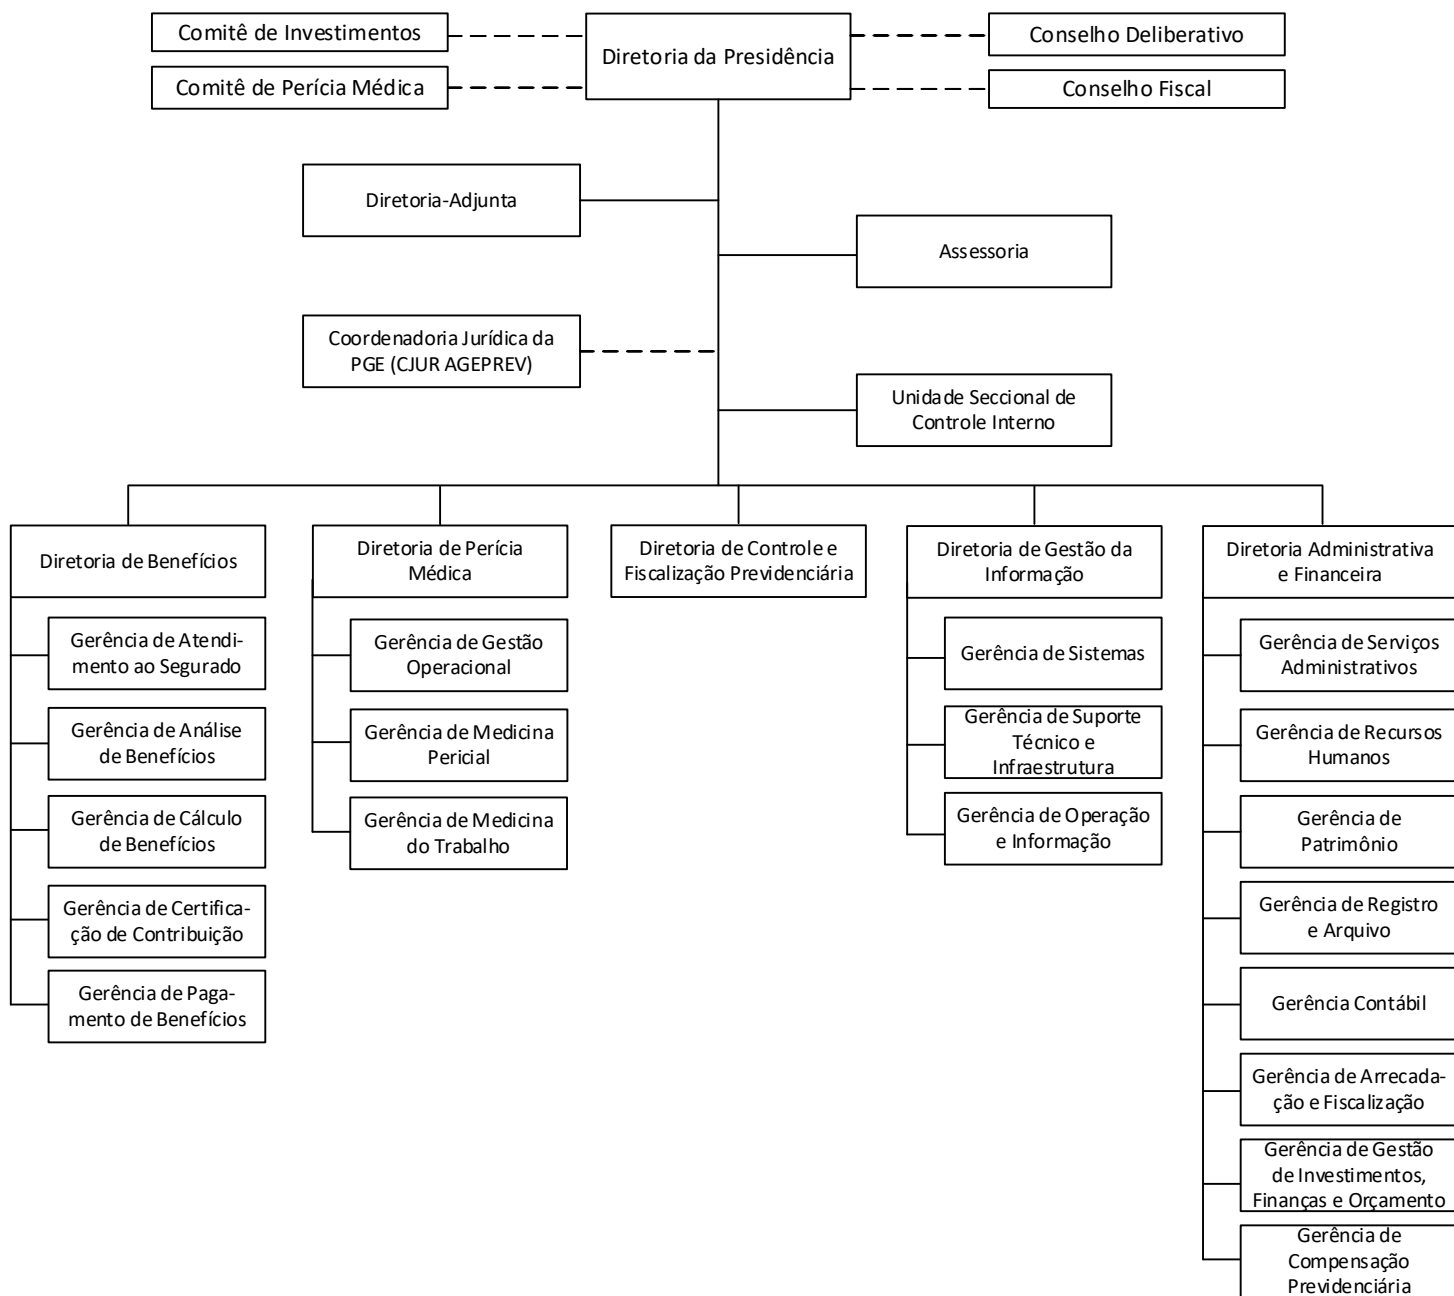 Comitê de Investimentos
Comitê de Perícia Médica
Diretoria da Presidência
Conselho Deliberativo
Conselho Fiscal
Diretoria-Adjunta
Assessoria
Coordenadoria Jurídica da
PGE (CJUR AGEPREV)
Unidade Seccional de
Controle Interno
Diretoria de Benefícios
Gerência de Atendi-
mento ao Segurado
Gerência de Análise
de Benefícios
Gerência de Cálculo
de Benefícios
Gerência de Certifica-
ção de Contribuição
Gerência de Paga-
mento de Benefícios
Diretoria de Perícia
Médica
Gerência de Gestão
Operacional
Gerência de Medicina
Pericial
Gerência de Medicina
do Trabalho
Diretoria de Controle e
Fiscalização Previdenciária
Diretoria de Gestão da
Informação
Gerência de Sistemas
Gerência de Suporte
Técnico e
Infraestrutura
Gerência de Operação
e Informação
Diretoria Administrativa
e Financeira
Gerência de Serviços
Administrativos
Gerência de Recursos
Humanos
Gerência de
Patrimônio
Gerência de Registro
e Arquivo
Gerência Contábil
Gerência de Arrecada-
ção e Fiscalização
Gerência de Gestão
de Investimentos,
Finanças e Orçamento
Gerência de
Compensação
Previdenciária